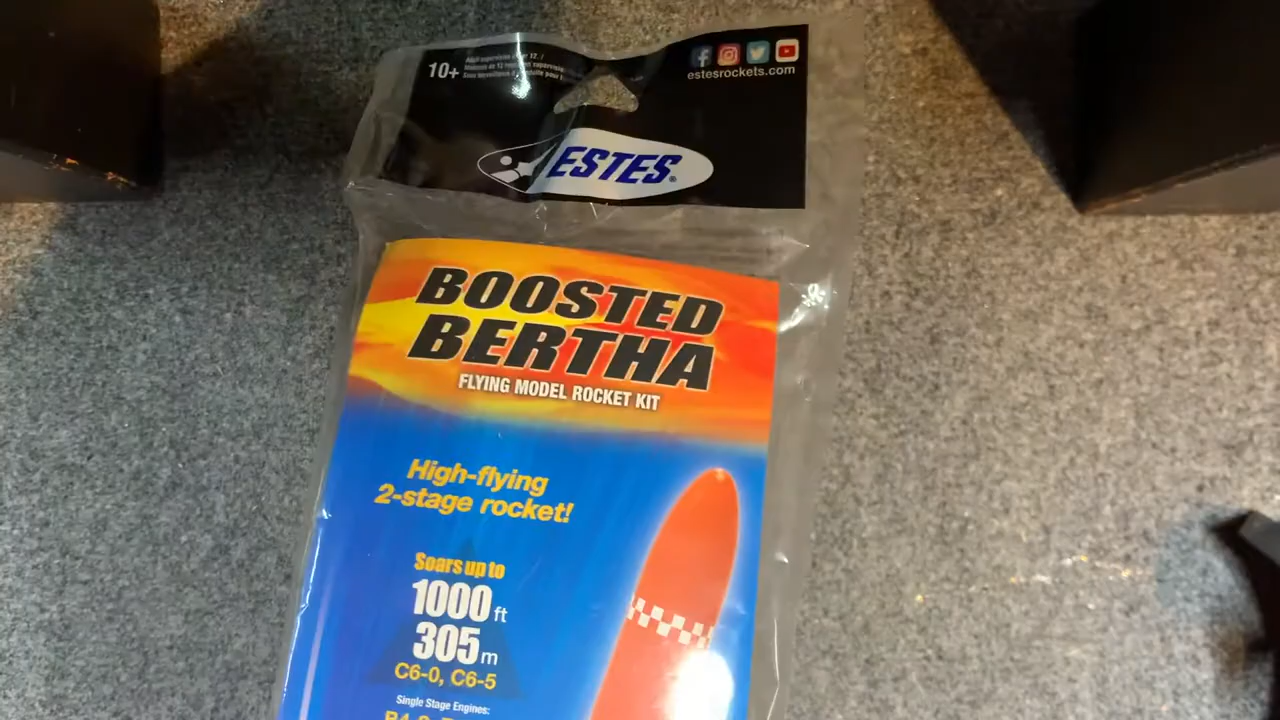 10+
estesrockets.com
ESTES
BOOSTED
BERTHA
FLYING MODEL ROCKET KIT
High-flying
2-stage rocket!
Soars up to
1000 ft
305 m
C6-0, C6-5
Single Stage Engines: